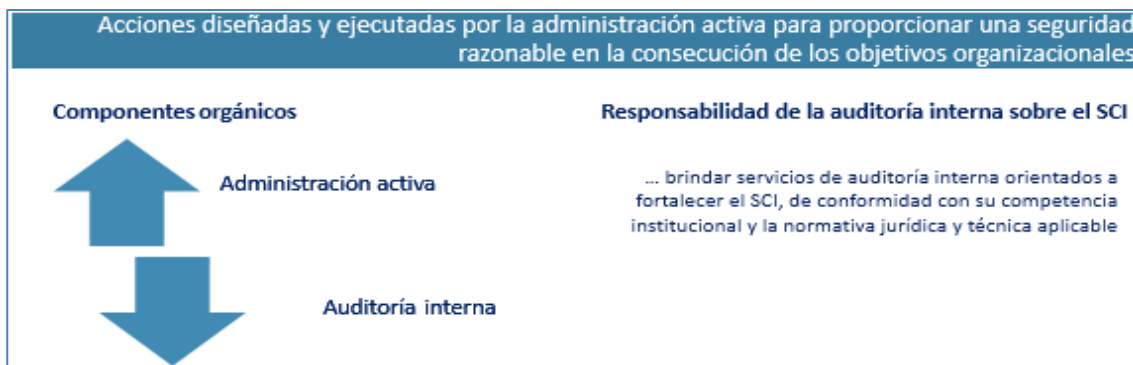 Acciones diseñadas y ejecutadas por la administración activa para proporcionar una seguridad
razonable en la consecución de los objetivos organizacionales
Componentes orgánicos
Responsabilidad de la auditoría interna sobre el SCI
Administración activa
... brindar servicios de auditoría interna orientados a
fortalecer el SCI, de conformidad con su competencia
institucional y la normativa jurídica y técnica aplicable
Auditoría interna